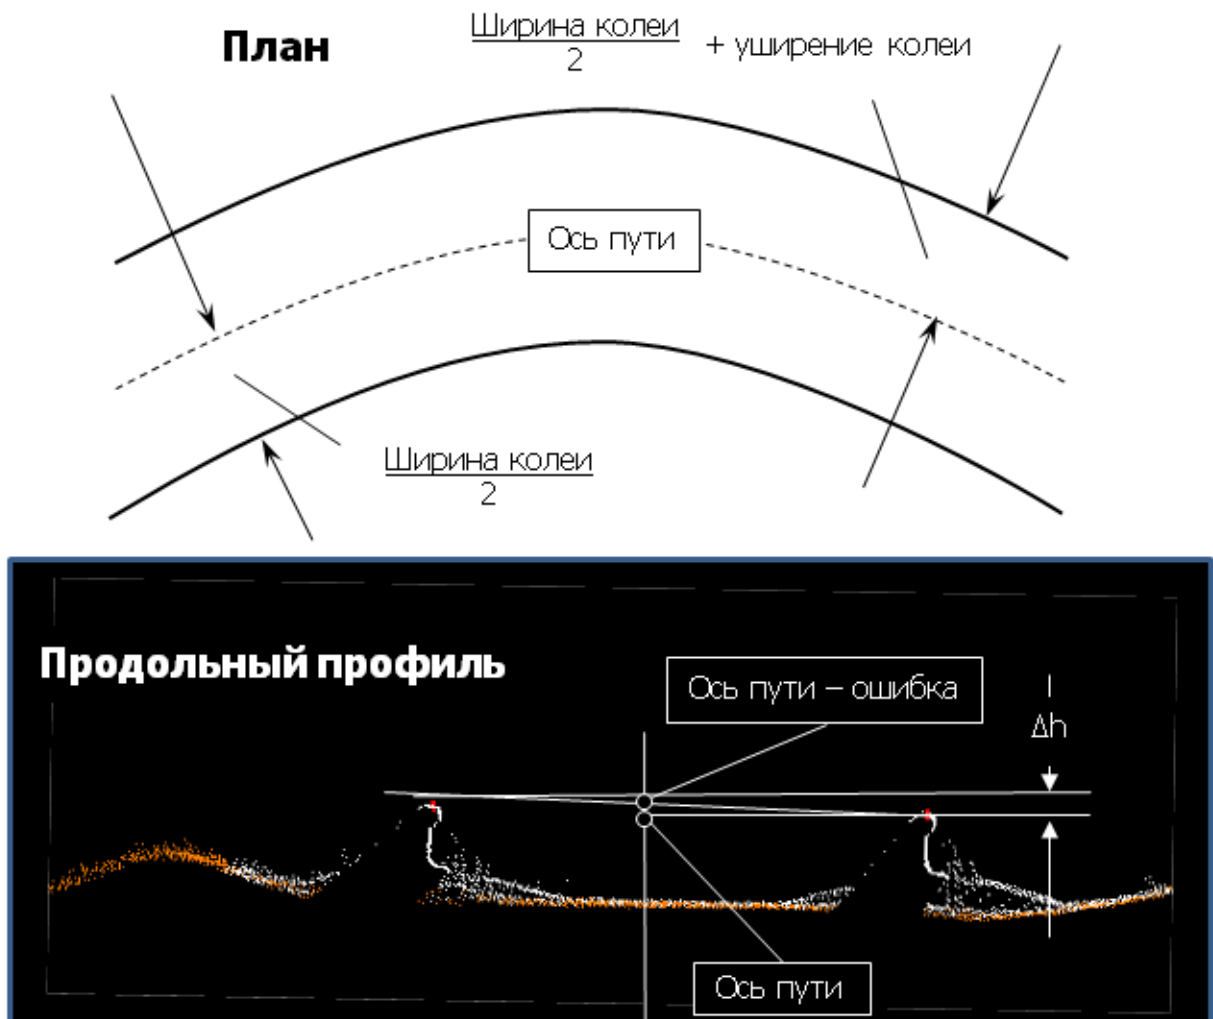 План
Ширина колеи
2
+ уширение колеи
Ось пути
Ширина колеи
2
Продольный профиль
Ось пути – ошибка
Δh
Ось пути